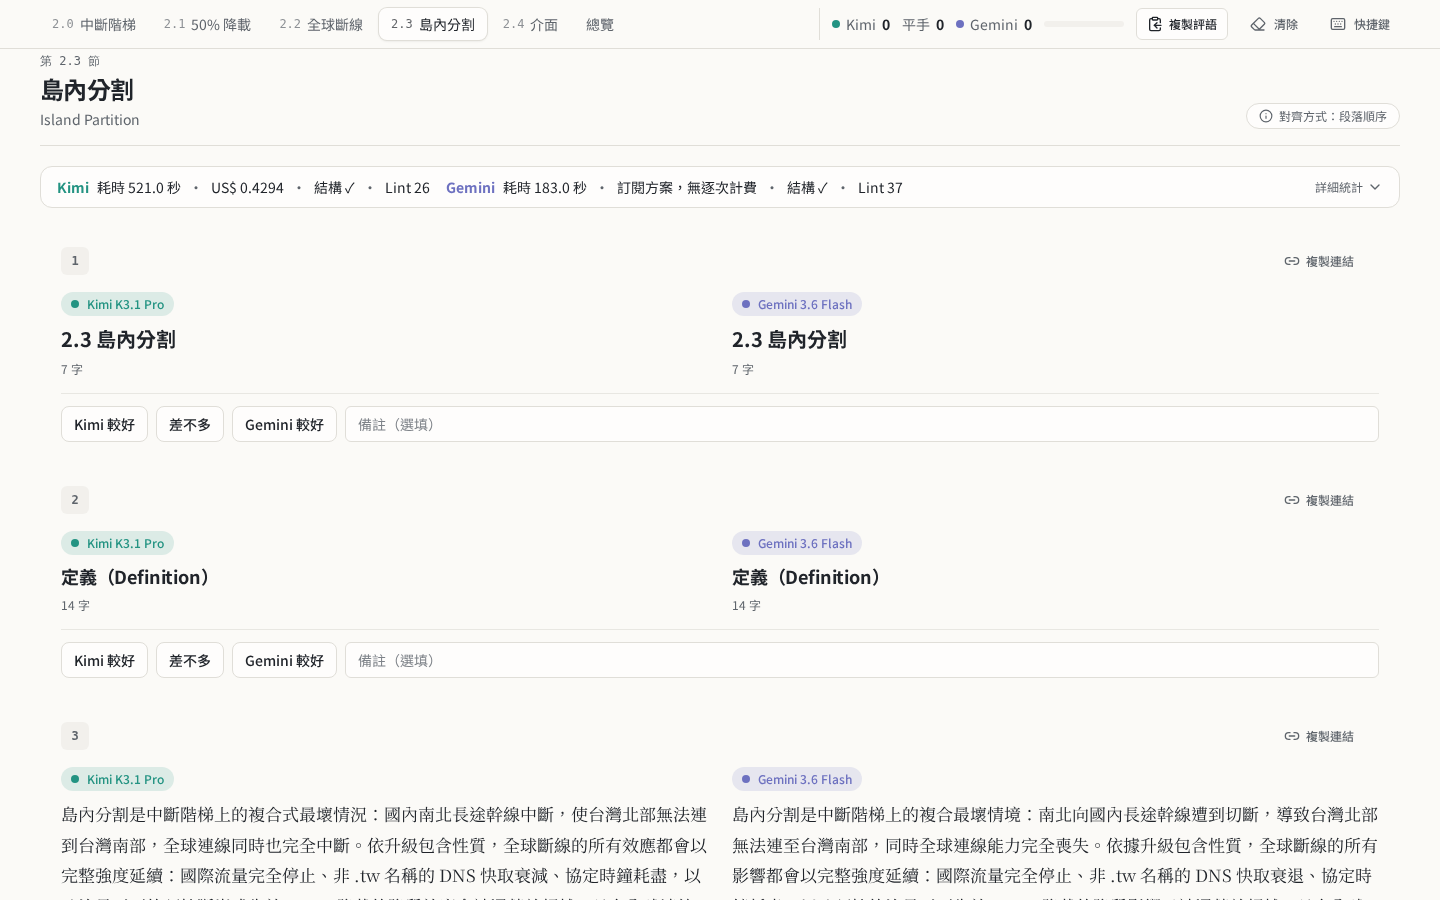 2.0 中斷階梯 2.1 50% 降載 2.2 全球斷線 2.3 島內分割 2.4 介面 總覽 Kimi 0 平手 0 Gemini 0 複製評語 清除 快捷鍵
第 2.3 節
島內分割
Island Partition
對齊方式：段落順序
Kimi 耗時 521.0 秒 • US$ 0.4294 • 結構 ✓ • Lint 26 Gemini 耗時 183.0 秒 • 訂閱方案，無逐次計費 • 結構 ✓ • Lint 37 詳細統計
1 複製連結
Kimi K3.1 Pro Gemini 3.6 Flash
2.3 島內分割 2.3 島內分割
7 字 7 字
Kimi 較好 差不多 Gemini 較好 備註（選填）
2 複製連結
Kimi K3.1 Pro Gemini 3.6 Flash
定義（Definition） 定義（Definition）
14 字 14 字
Kimi 較好 差不多 Gemini 較好 備註（選填）
3 複製連結
Kimi K3.1 Pro
島內分割是中斷階梯上的複合式最壞情況：國內南北長途幹線中斷，使台灣北部無法連
到台灣南部，全球連線同時也完全中斷。依升級包含性質，全球斷線的所有效應都會以
完整強度延續：國際流量完全停止、非 .tw 名稱的 DNS 快取衰減、協定時鐘耗盡，以
Gemini 3.6 Flash
島內分割是中斷階梯上的複合最壞情境：南北向國內長途幹線遭到切斷，導致台灣北部
無法連至台灣南部，同時全球連線能力完全喪失。依據升級包含性質，全球斷線的所有
影響都會以完整強度延續：國際流量完全停止、非 .tw 名稱的 DNS 快取衰退、協定時